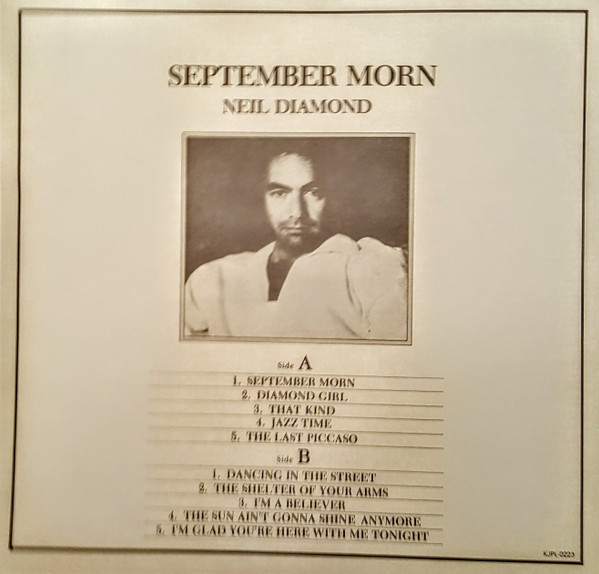 SEPTEMBER MORN
NEIL DIAMOND
Side A
1. SEPTEMBER MORN
2. DIAMOND GIRL
3. THAT KIND
4. JAZZ TIME
5. THE LAST PICCASO
Side B
1. DANCING IN THE STREET
2. THE SHELTER OF YOUR ARMS
3. I'M A BELIEVER
4. THE SUN AIN'T GONNA SHINE ANYMORE
5. I'M GLAD YOU'RE HERE WITH ME TONIGHT
KJPL-0223